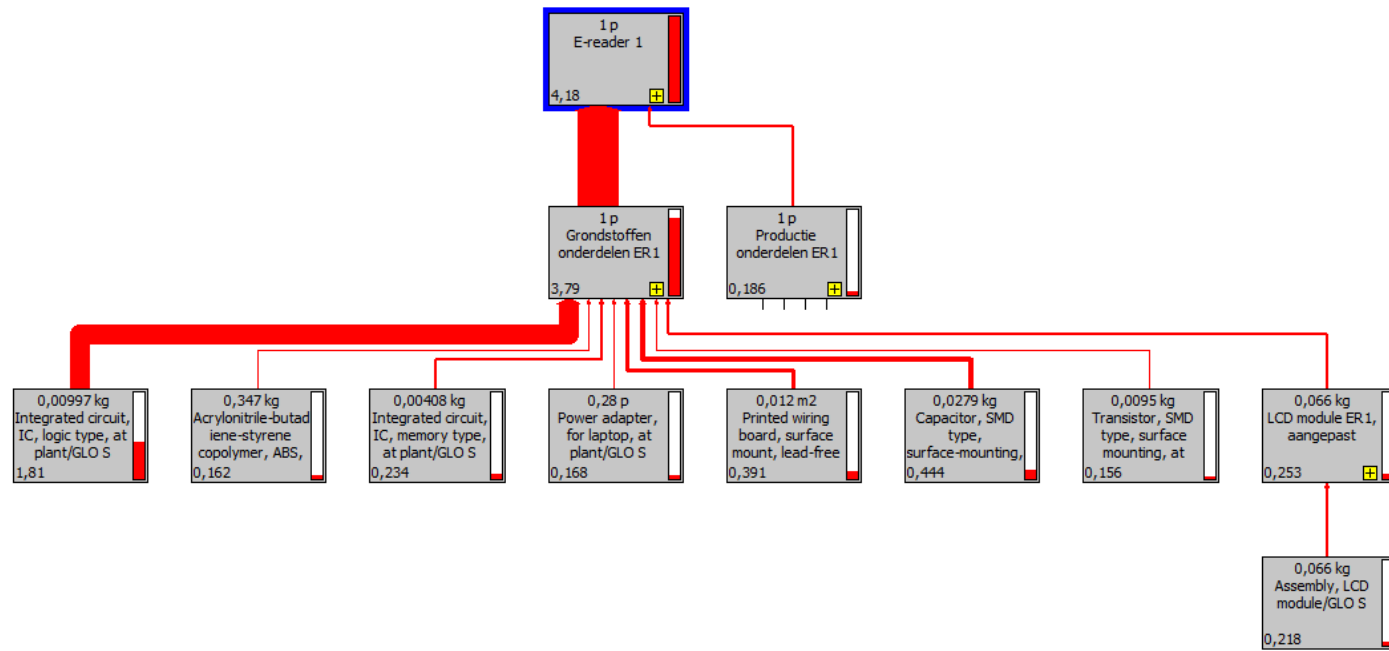 1 p
E-reader 1
4,18
1 p
Grondstoffen
onderdelen ER1
3,79
1 p
Productie
onderdelen ER1
0,186
0,00997 kg
Integrated circuit,
IC, logic type, at
plant/GLO S
1,81
0,347 kg
Acrylonitrile-butad
iene-styrene
copolymer, ABS,
0,162
0,00408 kg
Integrated circuit,
IC, memory type,
at plant/GLO S
0,234
0,28 p
Power adapter,
for laptop, at
plant/GLO S
0,168
0,012 m2
Printed wiring
board, surface
mount, lead-free
0,391
0,0279 kg
Capacitor, SMD
type,
surface-mounting,
0,444
0,0095 kg
Transistor, SMD
type, surface
mounting, at
0,156
0,066 kg
LCD module ER1,
aangepast
0,253
0,066 kg
Assembly, LCD
module/GLO S
0,218